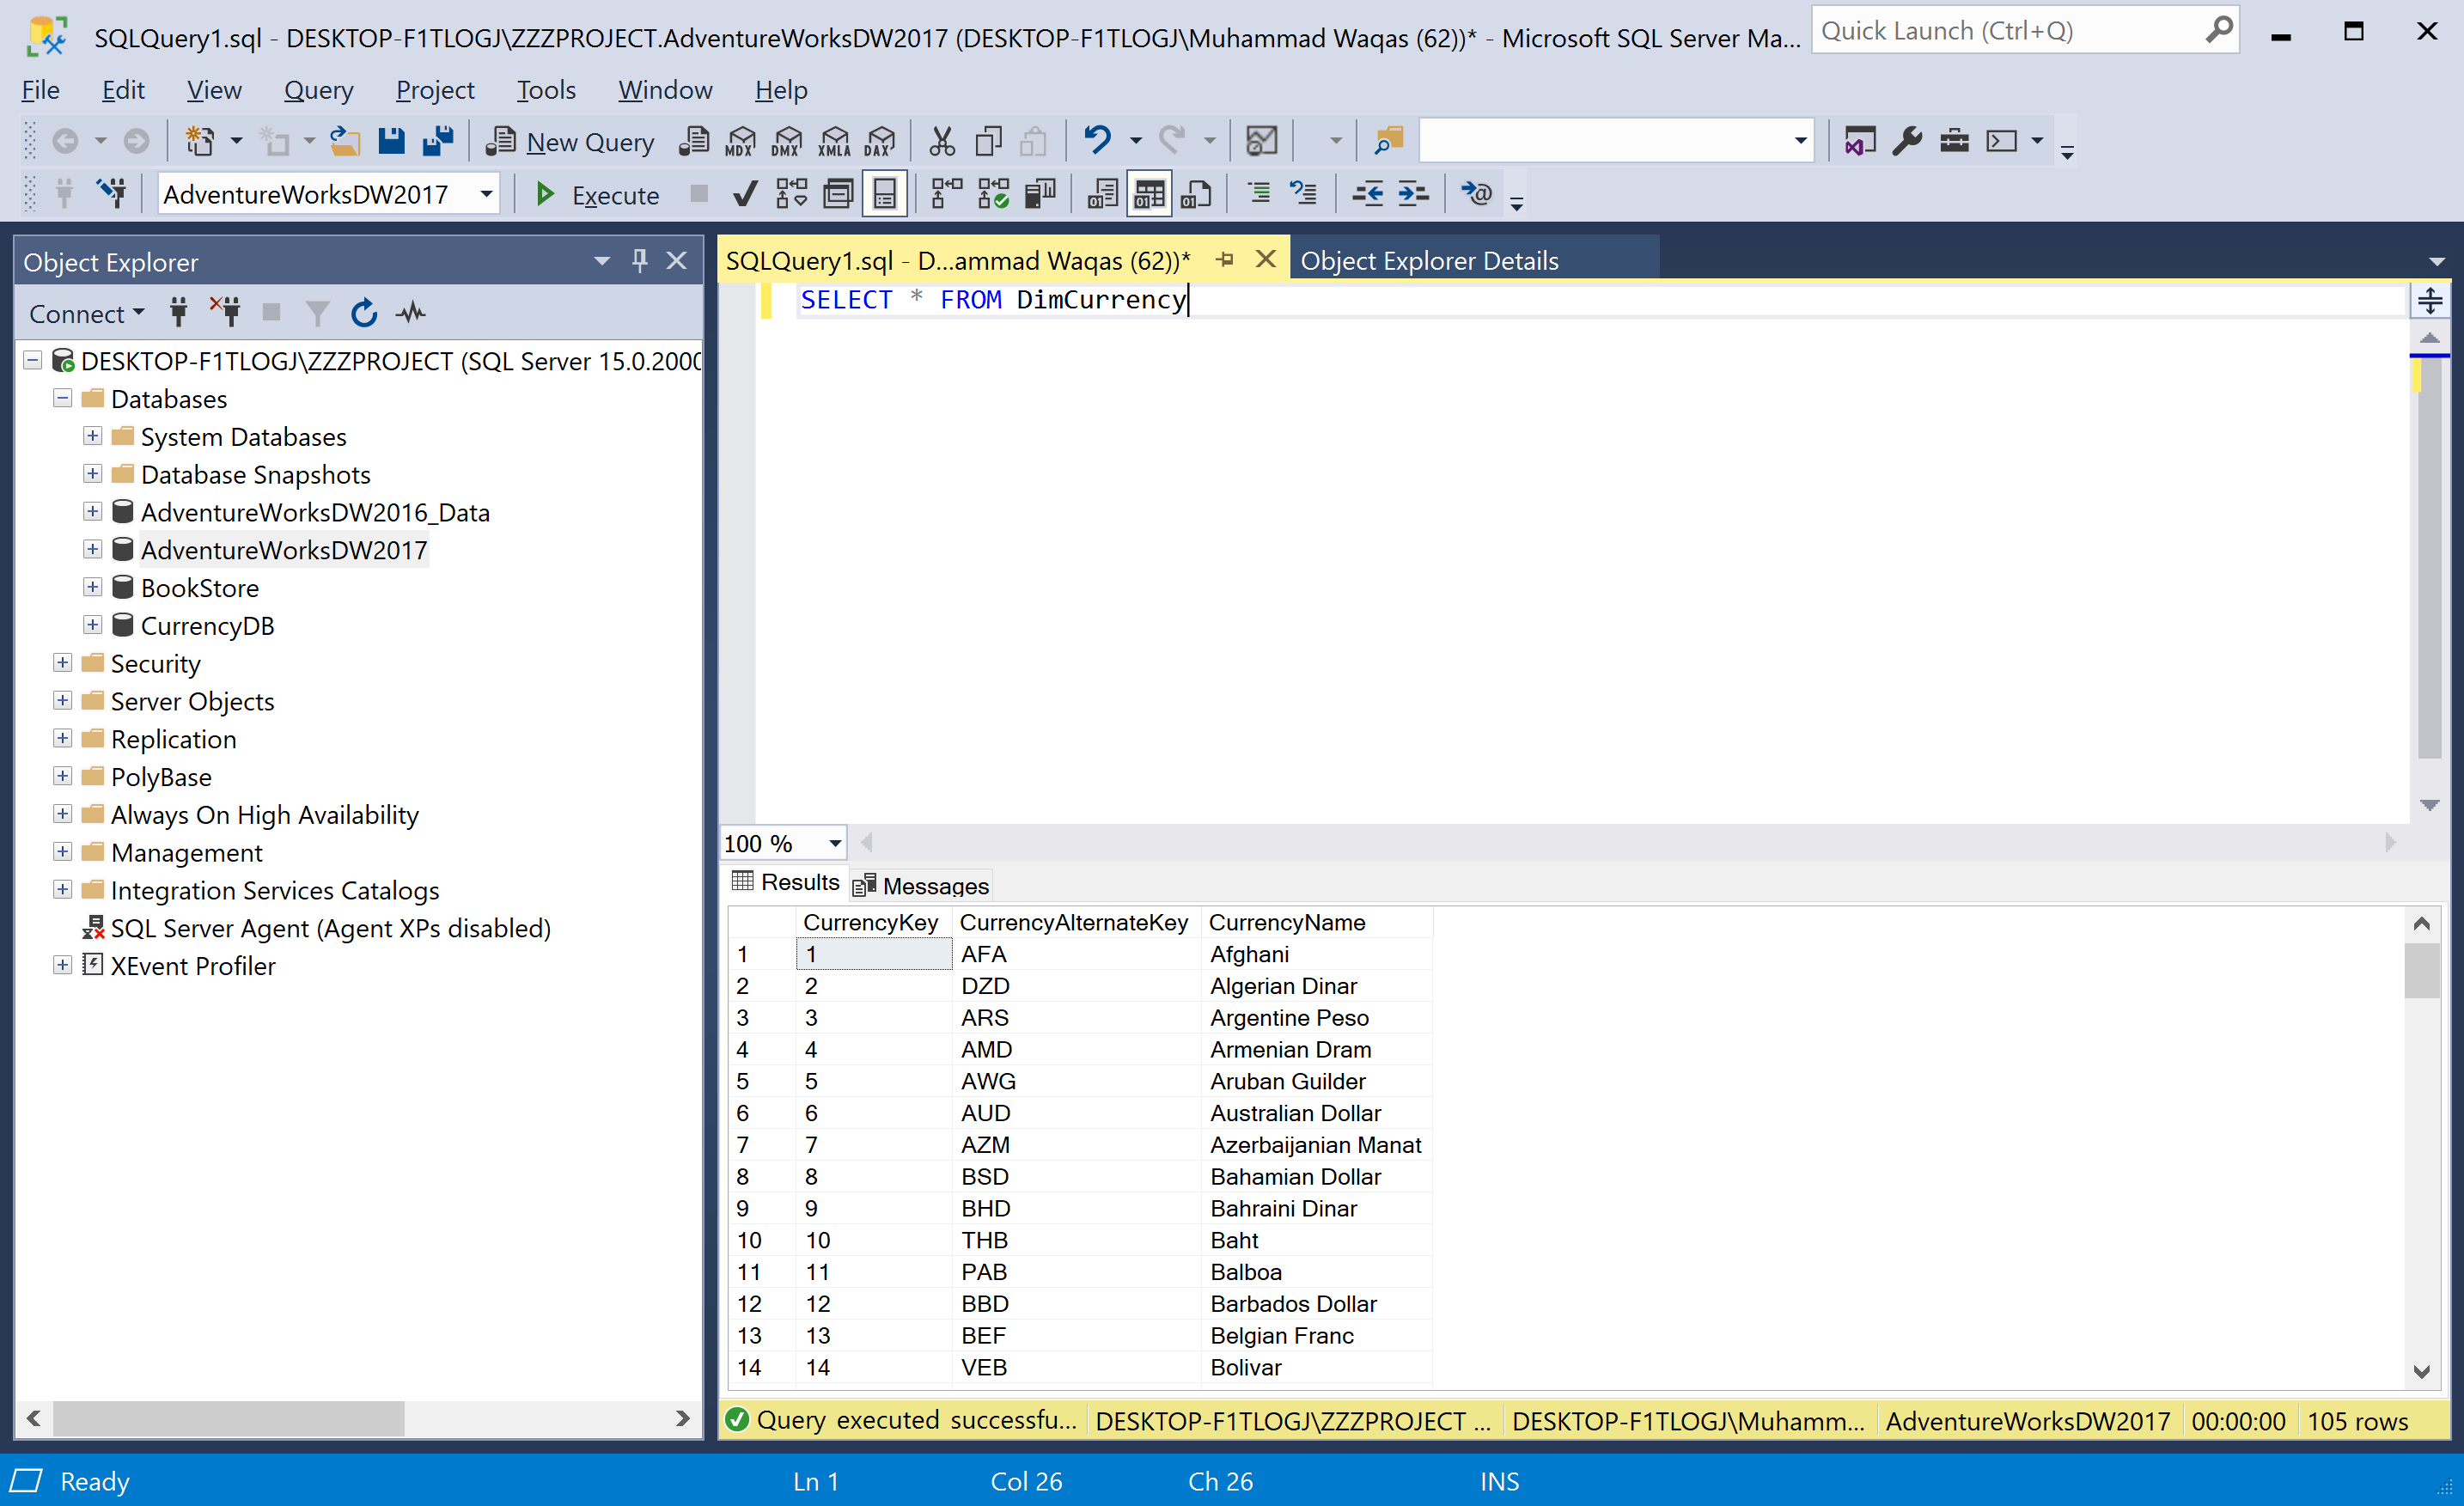 SQLQuery1.sql - DESKTOP-F1TLOGJ\ZZZPROJECT.AdventureWorksDW2017 (DESKTOP-F1TLOGJ\Muhammad Waqas (62))* - Microsoft SQL Server Ma...
Quick Launch (Ctrl+Q)
File Edit View Query Project Tools Window Help
New Query MDX DMX XMLA DAX
AdventureWorksDW2017 Execute
Object Explorer
Connect
DESKTOP-F1TLOGJ\ZZZPROJECT (SQL Server 15.0.2000
Databases
System Databases
Database Snapshots
AdventureWorksDW2016_Data
AdventureWorksDW2017
BookStore
CurrencyDB
Security
Server Objects
Replication
PolyBase
Always On High Availability
Management
Integration Services Catalogs
SQL Server Agent (Agent XPs disabled)
XEvent Profiler
SQLQuery1.sql - D...ammad Waqas (62))* Object Explorer Details
SELECT * FROM DimCurrency
100 %
Results Messages
CurrencyKey CurrencyAlternateKey CurrencyName
1 1 AFA Afghani
2 2 DZD Algerian Dinar
3 3 ARS Argentine Peso
4 4 AMD Armenian Dram
5 5 AWG Aruban Guilder
6 6 AUD Australian Dollar
7 7 AZM Azerbaijanian Manat
8 8 BSD Bahamian Dollar
9 9 BHD Bahraini Dinar
10 10 THB Baht
11 11 PAB Balboa
12 12 BBD Barbados Dollar
13 13 BEF Belgian Franc
14 14 VEB Bolivar
Query executed successfu... DESKTOP-F1TLOGJ\ZZZPROJECT ... DESKTOP-F1TLOGJ\Muhamm... AdventureWorksDW2017 00:00:00 105 rows
Ready Ln 1 Col 26 Ch 26 INS